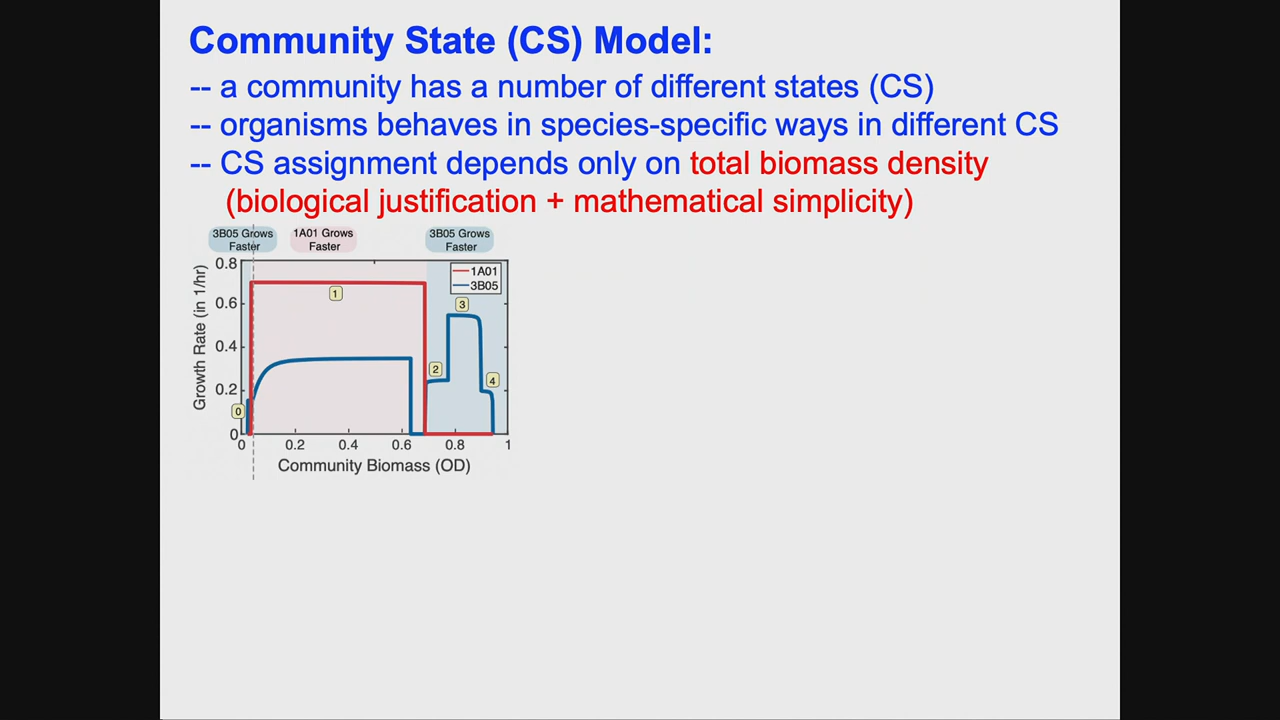 Community State (CS) Model:
-- a community has a number of different states (CS)
-- organisms behaves in species-specific ways in different CS
-- CS assignment depends only on total biomass density
(biological justification + mathematical simplicity)
3B05 Grows
Faster
1A01 Grows
Faster
3B05 Grows
Faster
Growth Rate (in 1/hr)
0.8
0.6
0.4
0.2
0
1A01
3B05
0
1
2
3
4
0
0.2
0.4
0.6
0.8
1
Community Biomass (OD)